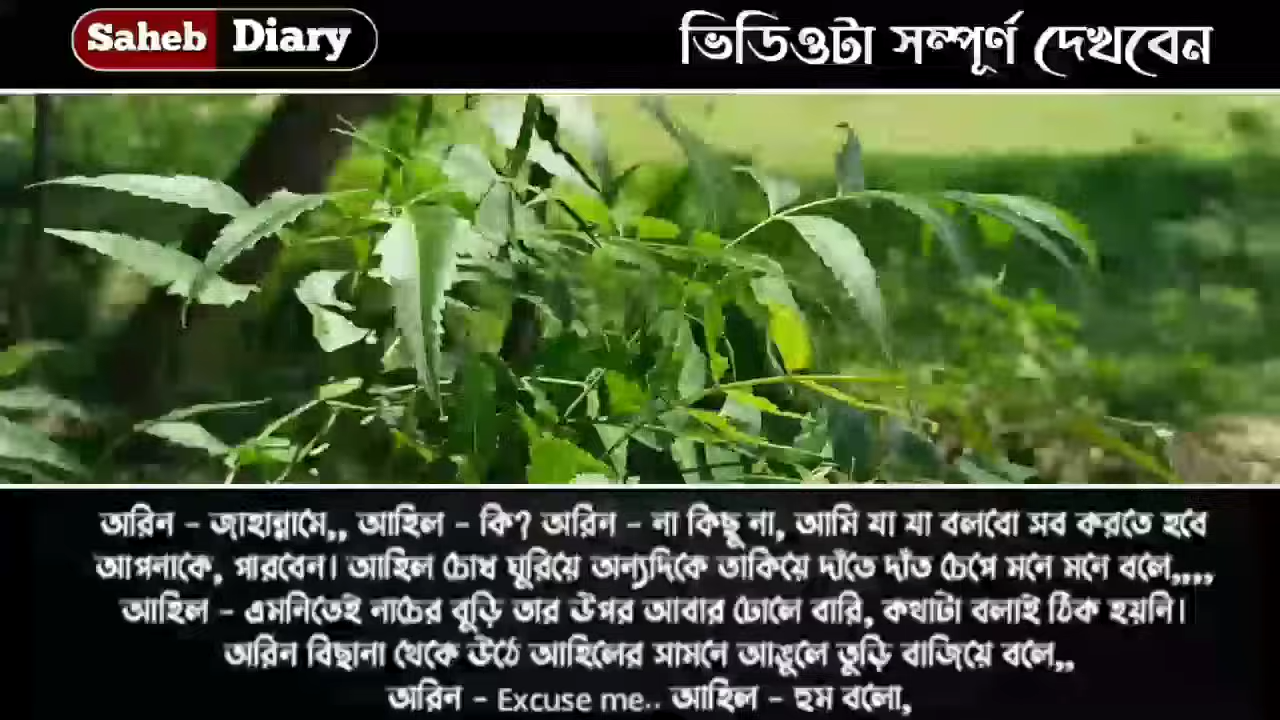 Saheb Diary
ভিডিওটা সম্পূর্ণ দেখবেন
অরিন - জাহান্নামে,, আহিল - কি? অরিন - না কিছু না, আমি যা যা বলবো সব করতে হবে
আপনাকে, পারবেন। আহিল চোখ ঘুরিয়ে অন্যদিকে তাকিয়ে দাঁতে দাঁত চেপে মনে মনে বলে,,,,
আহিল - এমনিতেই নাচের বুড়ি তার উপর আবার ঢোলে বারি, কথাটা বলাই ঠিক হয়নি।
অরিন বিছানা থেকে উঠে আহিলের সামনে আঙুলে তুড়ি বাজিয়ে বলে,,
অরিন - Excuse me.. আহিল - হুম বলো,